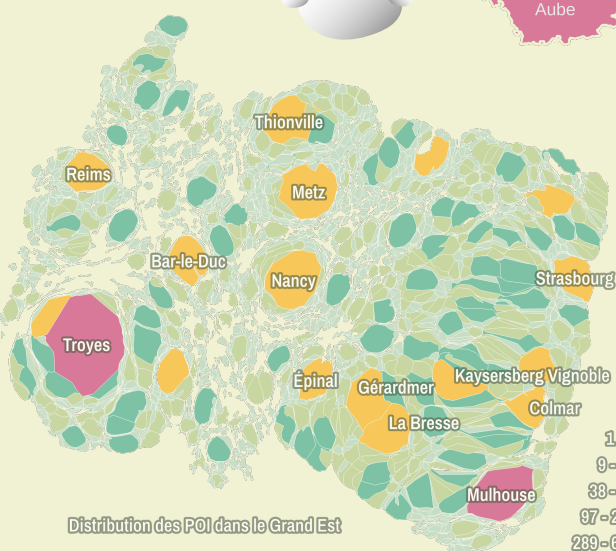 Aube
Thionville
Reims
Metz
Bar-le-Duc
Nancy
Strasbourg
Troyes
Épinal
Gérardmer
Kaysersberg Vignoble
Colmar
La Bresse
Mulhouse
Distribution des POI dans le Grand Est